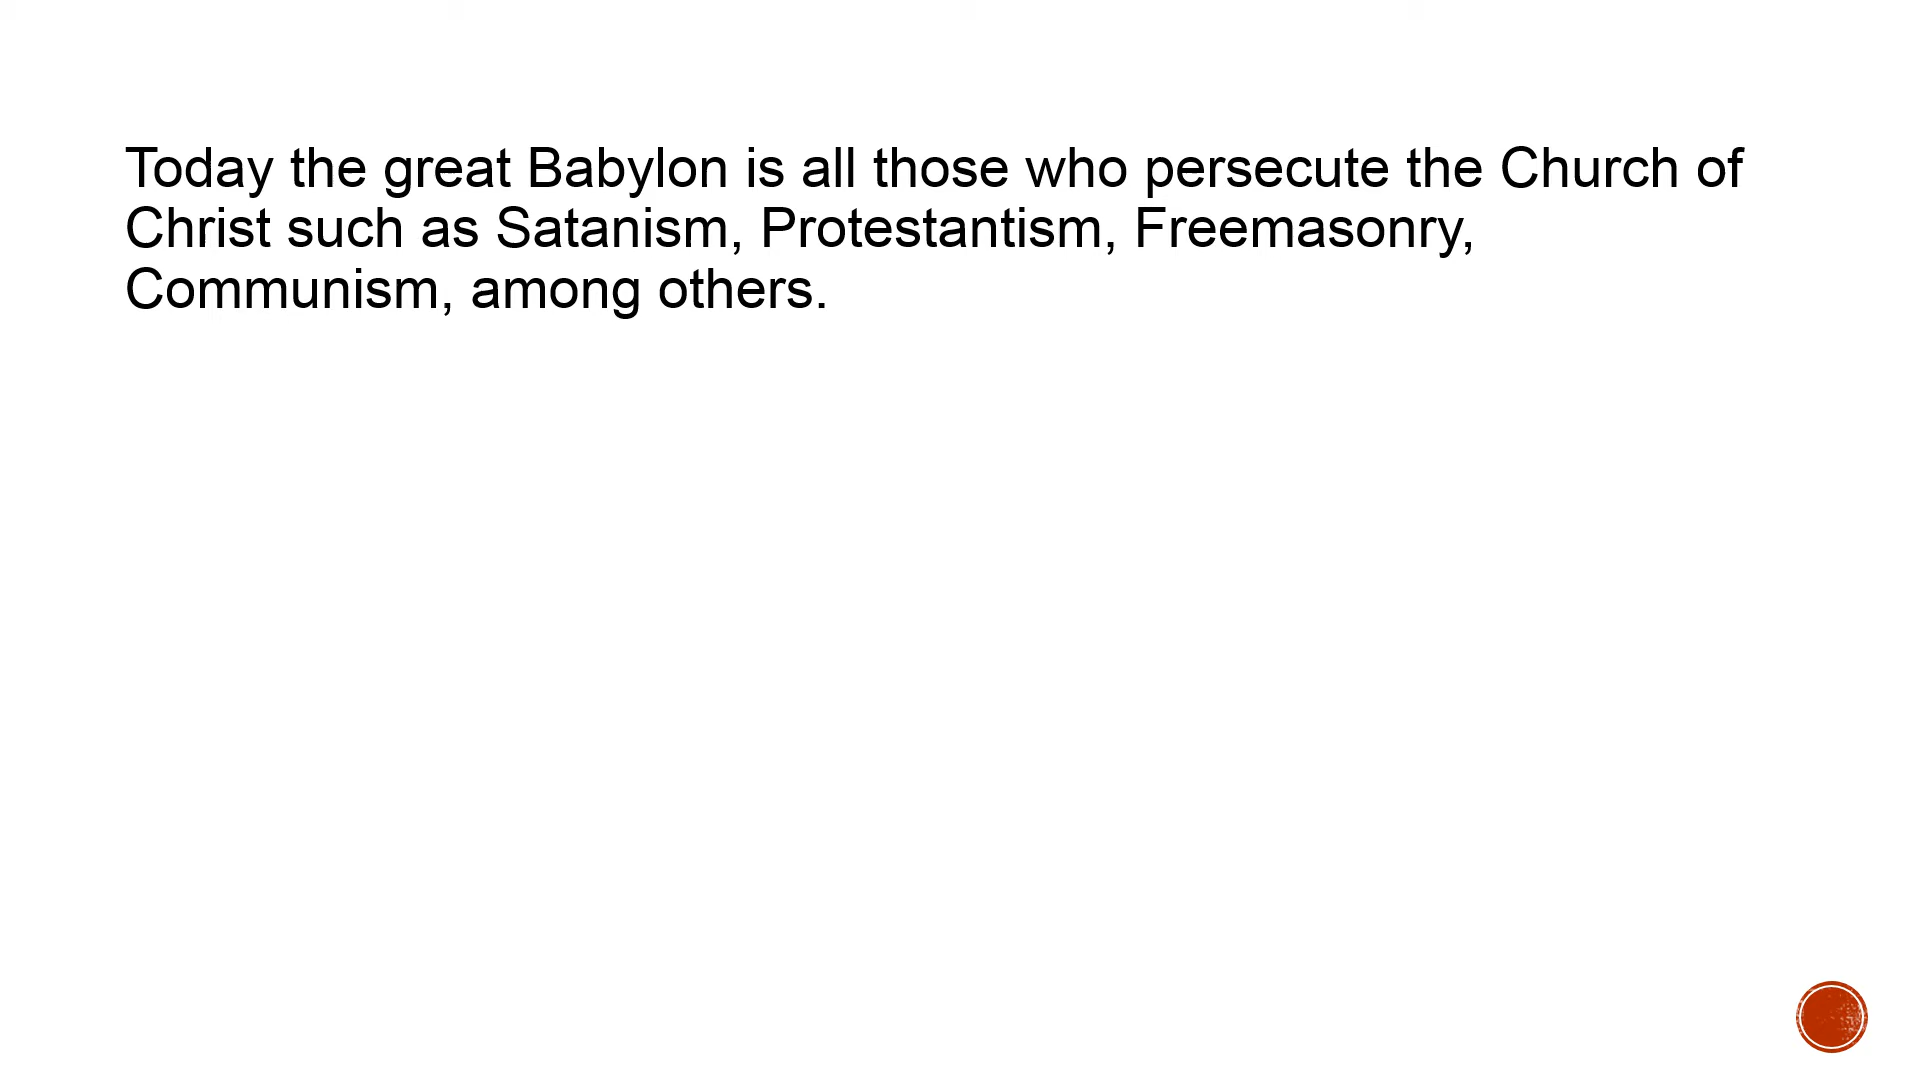 Today the great Babylon is all those who persecute the Church of
Christ such as Satanism, Protestantism, Freemasonry,
Communism, among others.